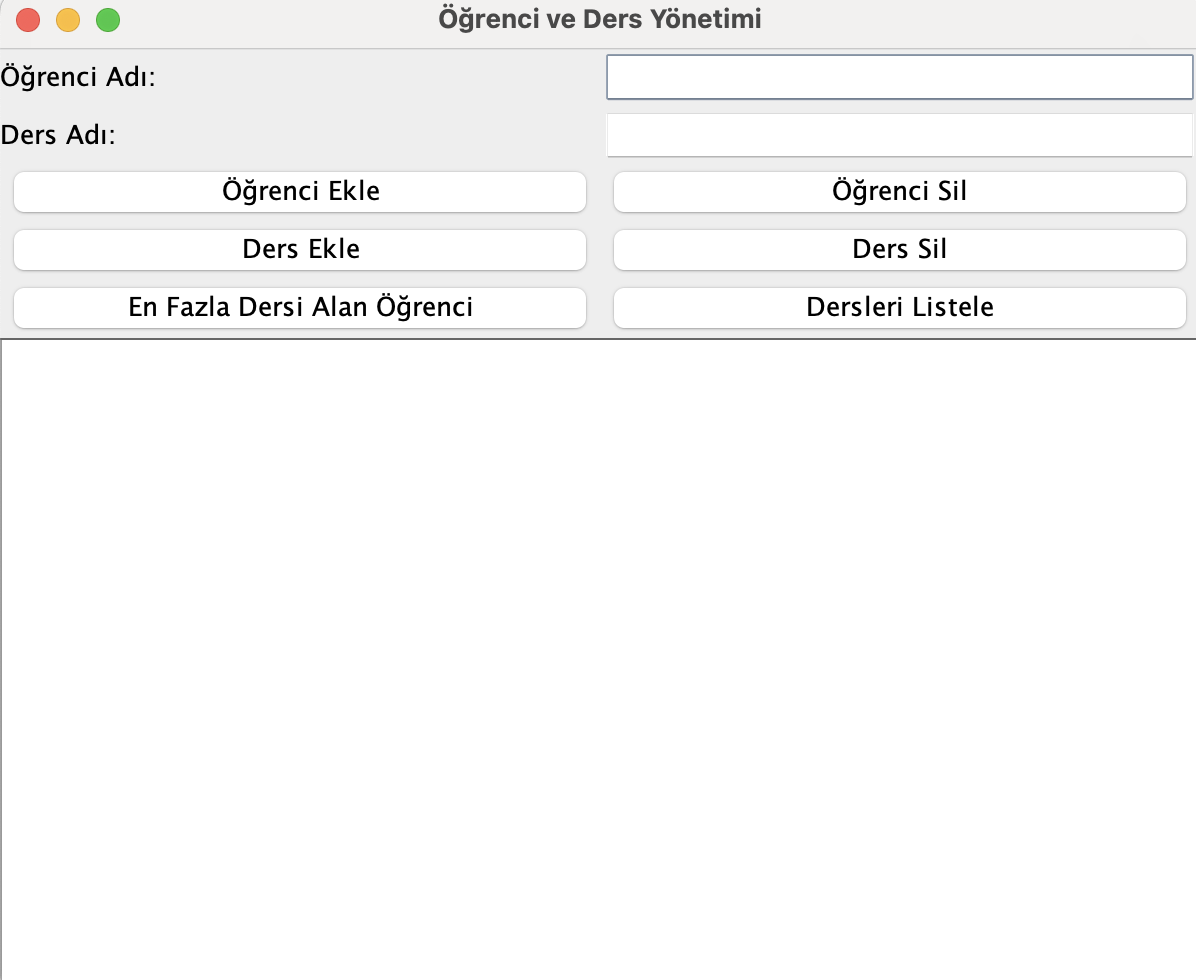 Öğrenci ve Ders Yönetimi
Öğrenci Adı:
Ders Adı:
Öğrenci Ekle
Öğrenci Sil
Ders Ekle
Ders Sil
En Fazla Dersi Alan Öğrenci
Dersleri Listele